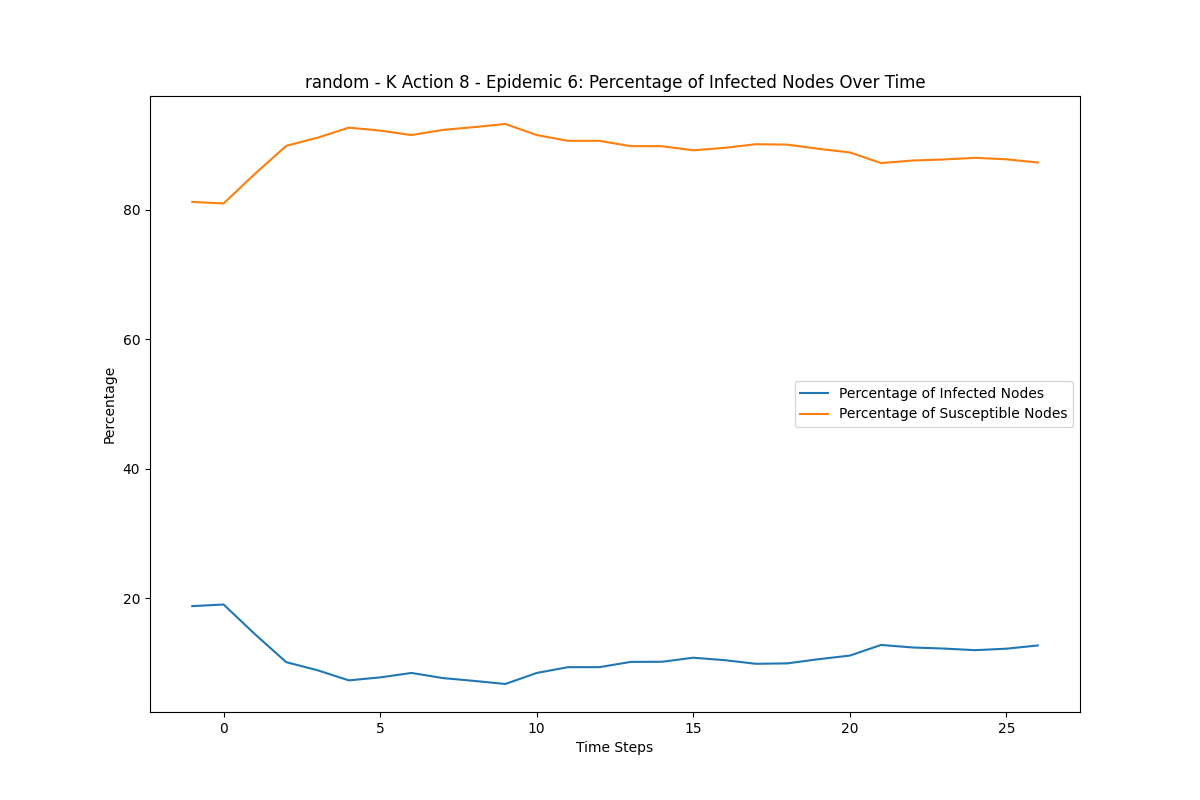 random - K Action 8 - Epidemic 6: Percentage of Infected Nodes Over Time
80
60
40
20
Percentage
Percentage of Infected Nodes
Percentage of Susceptible Nodes
0 5 10 15 20 25
Time Steps